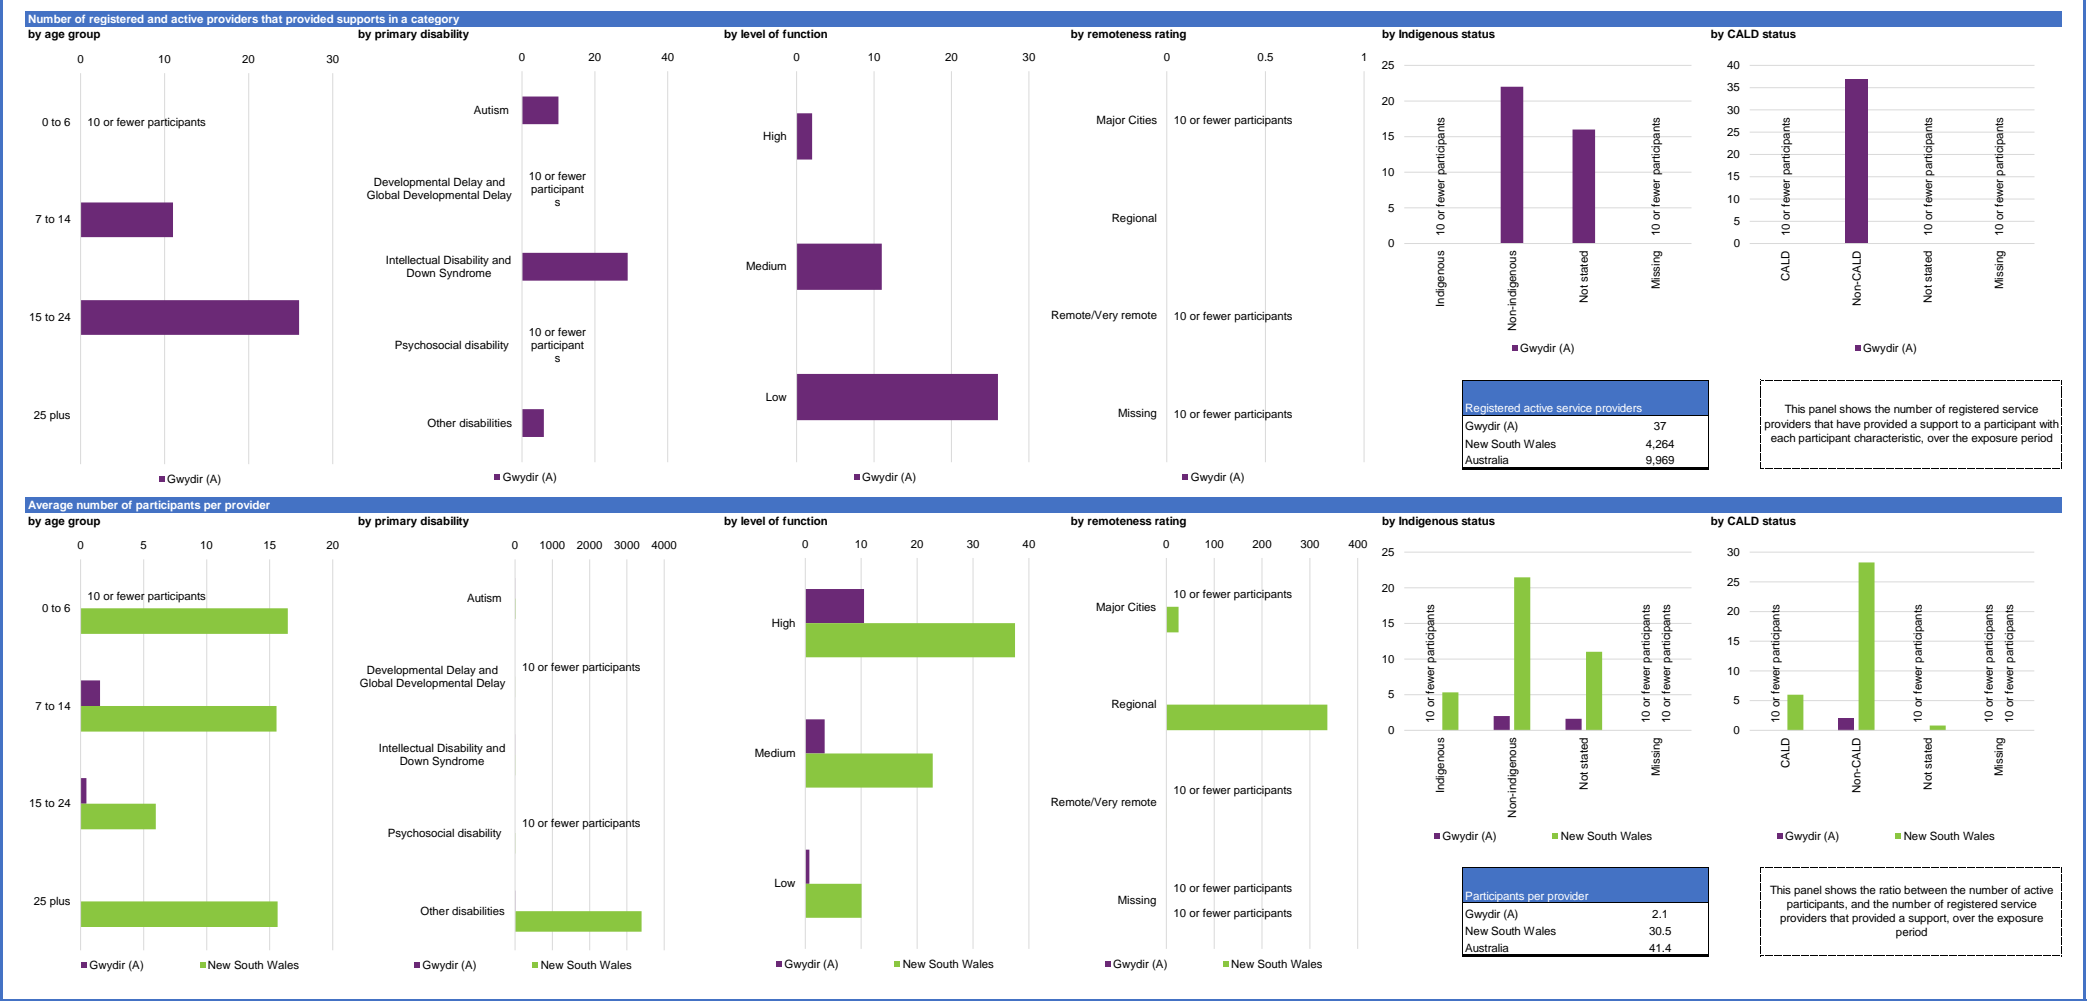 Number of registered and active providers that provided supports in a category
by age group
0 10 20 30
0 to 6
10 or fewer participants
7 to 14
15 to 24
25 plus
Gwydir (A)
by primary disability
0 20 40
Autism
Developmental Delay and
Global Developmental Delay
10 or fewer
participant
s
Intellectual Disability and
Down Syndrome
Psychosocial disability
10 or fewer
participant
s
Other disabilities
Gwydir (A)
by level of function
0 10 20 30
High
Medium
Low
Gwydir (A)
by remoteness rating
0 0.5 1
Major Cities
10 or fewer participants
Regional
Remote/Very remote
10 or fewer participants
Missing
10 or fewer participants
Gwydir (A)
by Indigenous status
25
20
15
10
5
0
10 or fewer participants
10 or fewer participants
Indigenous
Non-indigenous
Not stated
Missing
Gwydir (A)
by CALD status
40
35
30
25
20
15
10
5
0
10 or fewer participants
10 or fewer participants
10 or fewer participants
CALD
Non-CALD
Not stated
Missing
Gwydir (A)
Registered active service providers
Gwydir (A) 37
New South Wales 4,264
Australia 9,969
This panel shows the number of registered service
providers that have provided a support to a participant with
each participant characteristic, over the exposure period
Average number of participants per provider
by age group
0 5 10 15 20
0 to 6
10 or fewer participants
7 to 14
15 to 24
25 plus
Gwydir (A) New South Wales
by primary disability
0 1000 2000 3000 4000
Autism
Developmental Delay and
Global Developmental Delay
10 or fewer participants
Intellectual Disability and
Down Syndrome
Psychosocial disability
10 or fewer participants
Other disabilities
Gwydir (A) New South Wales
by level of function
0 10 20 30 40
High
Medium
Low
Gwydir (A) New South Wales
by remoteness rating
0 100 200 300 400
Major Cities
10 or fewer participants
Regional
Remote/Very remote
10 or fewer participants
Missing
10 or fewer participants
10 or fewer participants
Gwydir (A) New South Wales
by Indigenous status
25
20
15
10
5
0
10 or fewer participants
10 or fewer participants
10 or fewer participants
Indigenous
Non-indigenous
Not stated
Missing
Gwydir (A) New South Wales
by CALD status
30
25
20
15
10
5
0
10 or fewer participants
10 or fewer participants
10 or fewer participants
10 or fewer participants
CALD
Non-CALD
Not stated
Missing
Gwydir (A) New South Wales
Participants per provider
Gwydir (A) 2.1
New South Wales 30.5
Australia 41.4
This panel shows the ratio between the number of active
participants, and the number of registered service
providers that provided a support, over the exposure
period